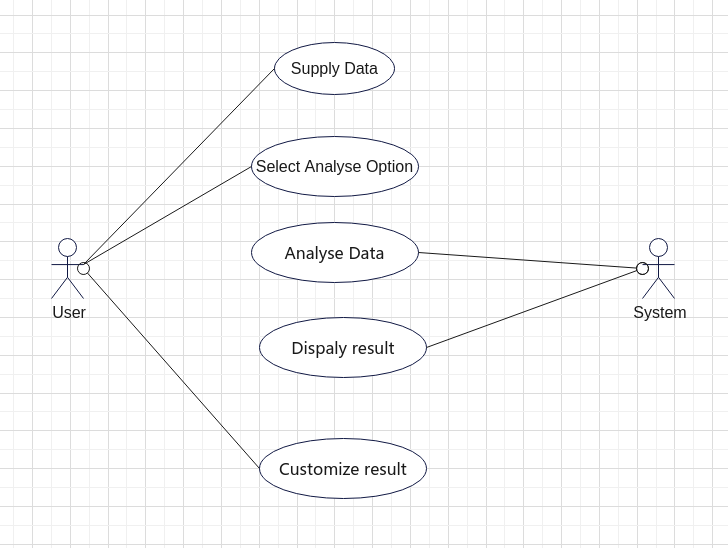 Supply Data
Select Analyse Option
Analyse Data
User
System
Dispaly result
Customize result